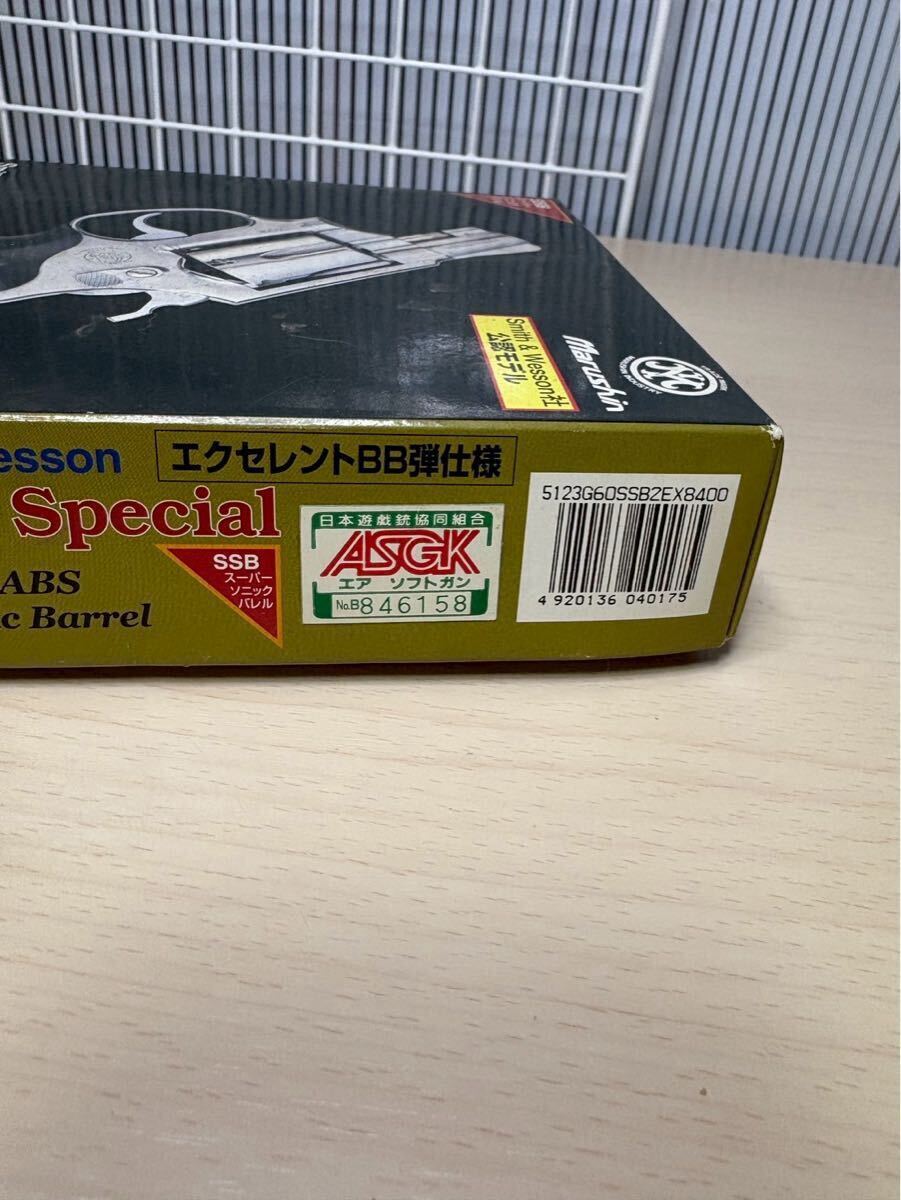 Smith & Wesson社
公認モデル
Marushin
esson
エクセレントBB弾仕様
Special
SSB
スーパー
ソニック
バレル
ABS
c Barrel
日本遊戯銃協同組合
ASGK
エア ソフトガン
No.B846158
5123G60SSB2EX8400
4 920136 040175